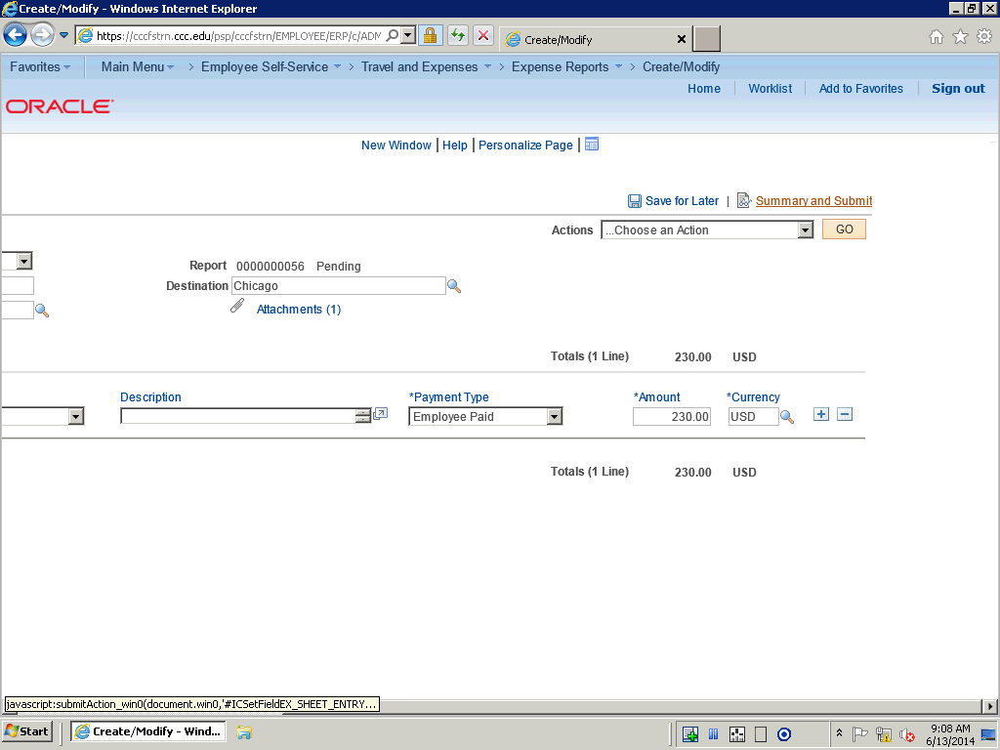 Create/Modify - Windows Internet Explorer
https://cccfstrn.ccc.edu/psp/cccfstrn/EMPLOYEE/ERP/c/ADM
Create/Modify
Favorites Main Menu > Employee Self-Service > Travel and Expenses > Expense Reports > Create/Modify
Home Worklist Add to Favorites Sign out
ORACLE
New Window | Help | Personalize Page |
Save for Later | Summary and Submit
Actions ...Choose an Action GO
Report 0000000056 Pending
Destination Chicago
Attachments (1)
Totals (1 Line) 230.00 USD
Description *Payment Type *Amount *Currency
Employee Paid 230.00 USD
Totals (1 Line) 230.00 USD
javascript:submitAction_win0(document.win0,'#ICSetFieldEX_SHEET_ENTRY...
Start Create/Modify - Wind... 9:08 AM
6/13/2014